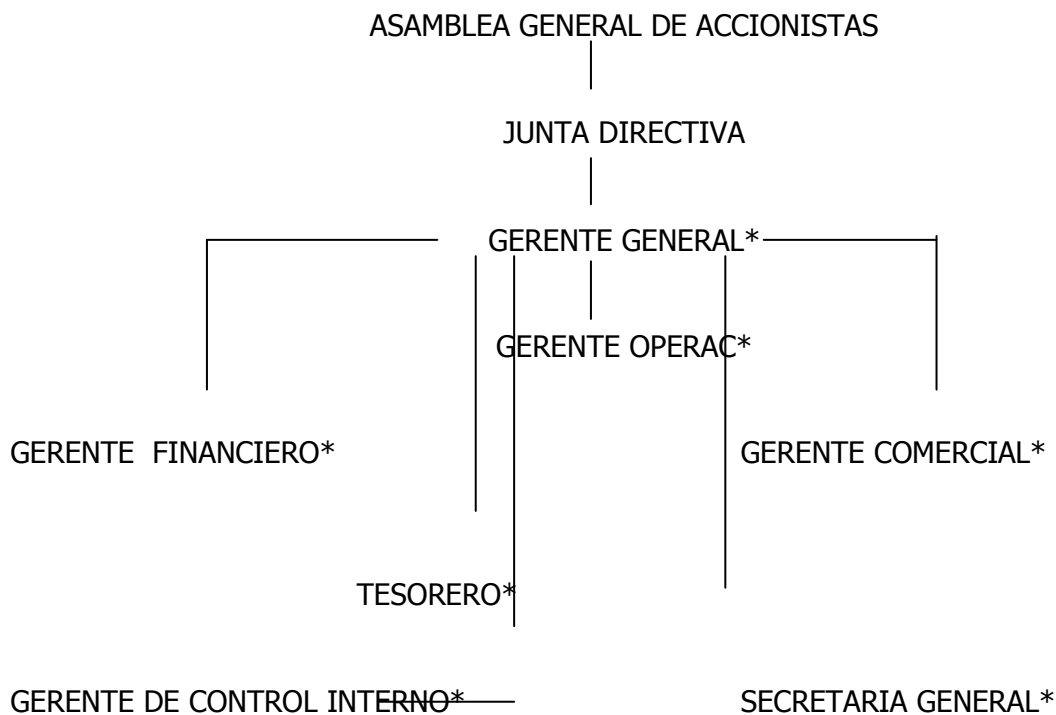 ASAMBLEA GENERAL DE ACCIONISTAS
JUNTA DIRECTIVA
GERENTE GENERAL*
GERENTE OPERAC*
GERENTE FINANCIERO*
GERENTE COMERCIAL*
TESORERO*
GERENTE DE CONTROL INTERNO*
SECRETARIA GENERAL*